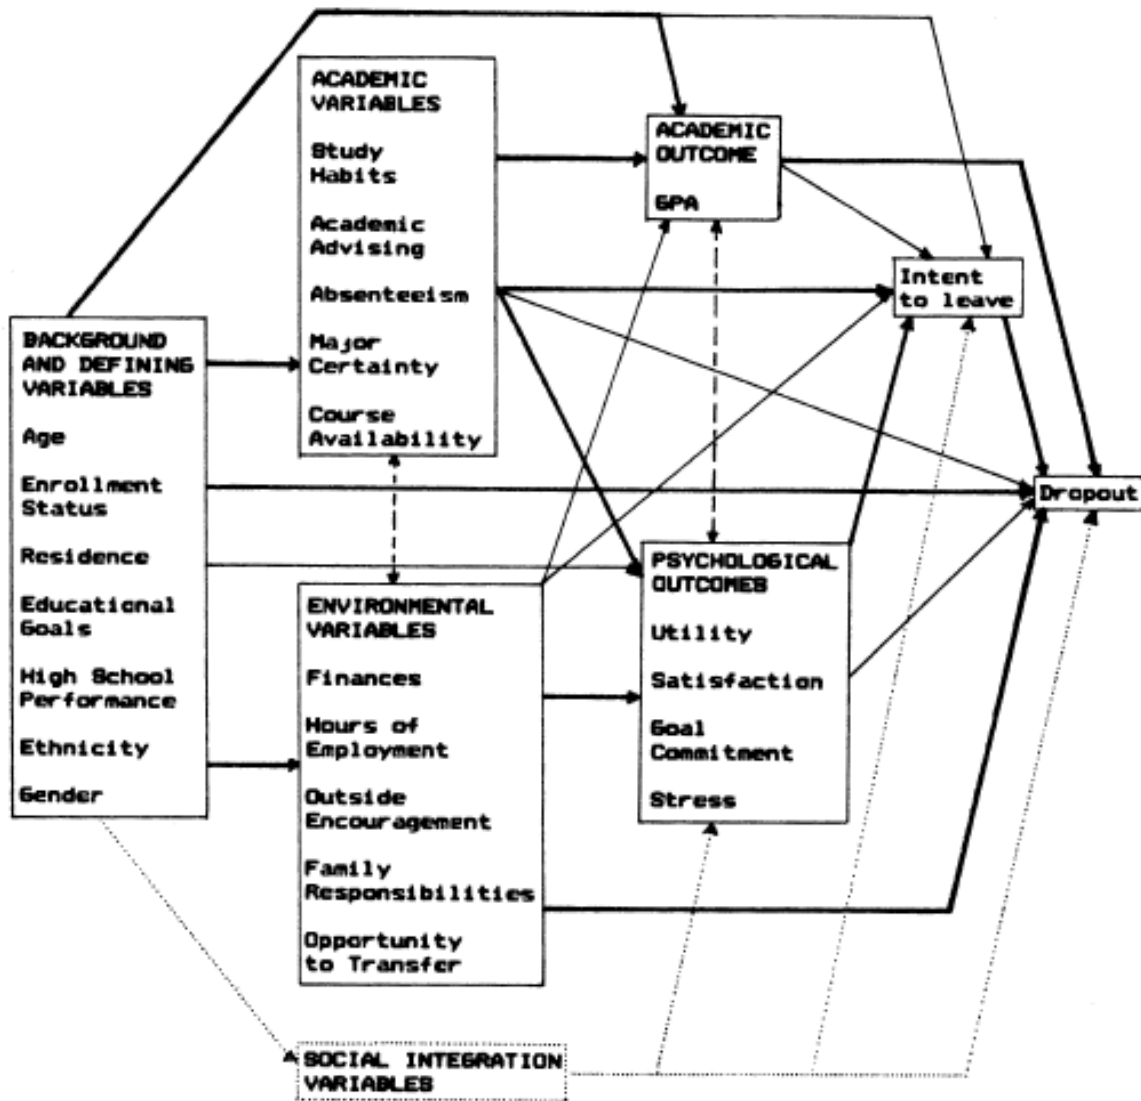 BACKGROUND
AND DEFINING
VARIABLES
Age
Enrollment
Status
Residence
Educational
Goals
High School
Performance
Ethnicity
Gender
ACADEMIC
VARIABLES
Study
Habits
Academic
Advising
Absenteeism
Major
Certainty
Course
Availability
ENVIRONMENTAL
VARIABLES
Finances
Hours of
Employment
Outside
Encouragement
Family
Responsibilities
Opportunity
to Transfer
SOCIAL INTEGRATION
VARIABLES
ACADEMIC
OUTCOME
GPA
PSYCHOLOGICAL
OUTCOMES
Utility
Satisfaction
Goal
Commitment
Stress
Intent
to leave
Dropout